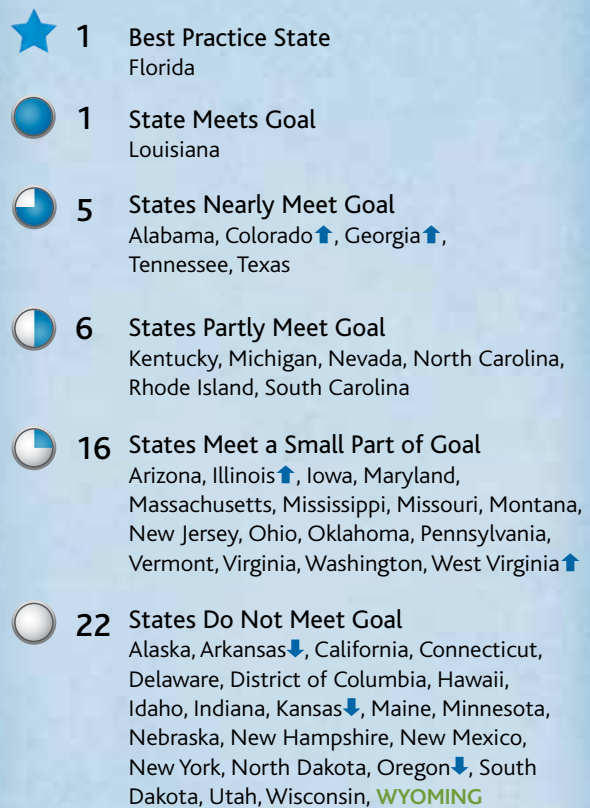 1 Best Practice State
Florida
1 State Meets Goal
Louisiana
5 States Nearly Meet Goal
Alabama, Colorado⬆, Georgia⬆,
Tennessee, Texas
6 States Partly Meet Goal
Kentucky, Michigan, Nevada, North Carolina,
Rhode Island, South Carolina
16 States Meet a Small Part of Goal
Arizona, Illinois⬆, Iowa, Maryland,
Massachusetts, Mississippi, Missouri, Montana,
New Jersey, Ohio, Oklahoma, Pennsylvania,
Vermont, Virginia, Washington, West Virginia⬆
22 States Do Not Meet Goal
Alaska, Arkansas⬇, California, Connecticut,
Delaware, District of Columbia, Hawaii,
Idaho, Indiana, Kansas⬇, Maine, Minnesota,
Nebraska, New Hampshire, New Mexico,
New York, North Dakota, Oregon⬇, South
Dakota, Utah, Wisconsin, WYOMING